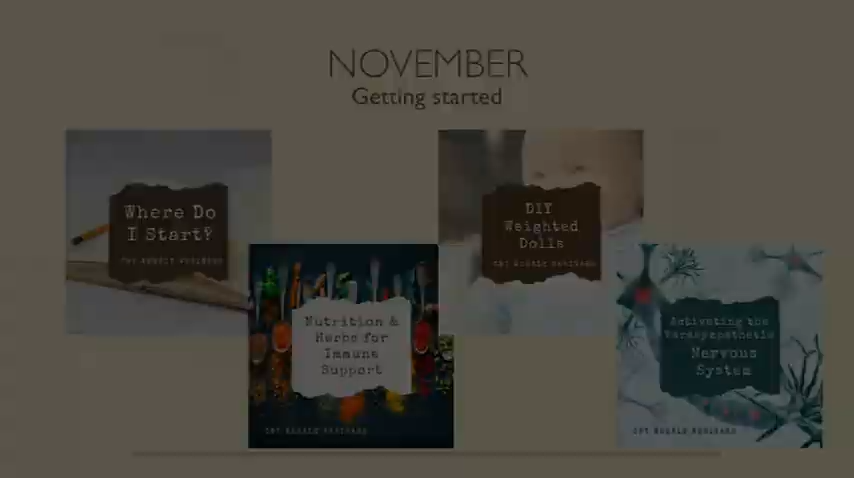 NOVEMBER
Getting started
Where Do
I Start?
DIY
Weighted
Dolls
Nutrition &
Herbs for
Immune
Support
Activating the
Parasympathetic
Nervous
System